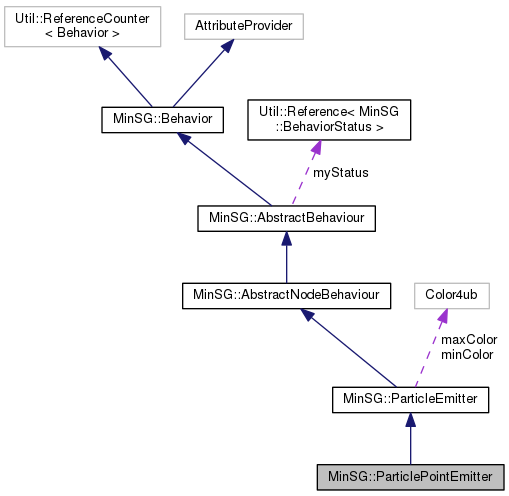 Util::ReferenceCounter
< Behavior >
AttributeProvider
MinSG::Behavior
Util::Reference< MinSG
::BehaviorStatus >
myStatus
MinSG::AbstractBehaviour
MinSG::AbstractNodeBehaviour
Color4ub
maxColor
minColor
MinSG::ParticleEmitter
MinSG::ParticlePointEmitter